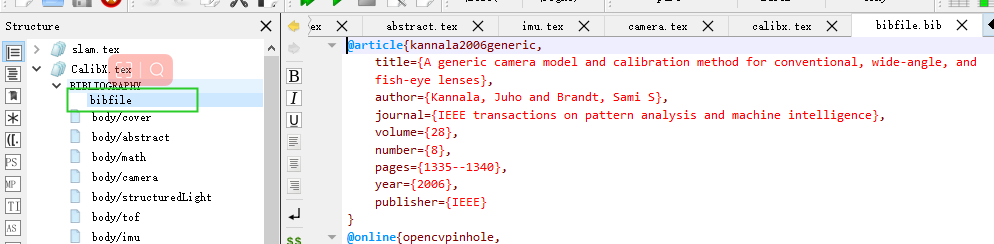 Structure
slam.tex
CalibX.tex
BIBLIOGRAPHY
bibfile
body/cover
body/abstract
body/math
body/camera
body/structuredLight
body/tof
body/imu
PS
MP
TI
AS
B
I
U
$$
ex
abstract.tex
imu.tex
camera.tex
calibx.tex
bibfile.bib
@article{kannala2006generic,
title={A generic camera model and calibration method for conventional, wide-angle, and
fish-eye lenses},
author={Kannala, Juho and Brandt, Sami S},
journal={IEEE transactions on pattern analysis and machine intelligence},
volume={28},
number={8},
pages={1335--1340},
year={2006},
publisher={IEEE}
}
@online{opencvpinhole,